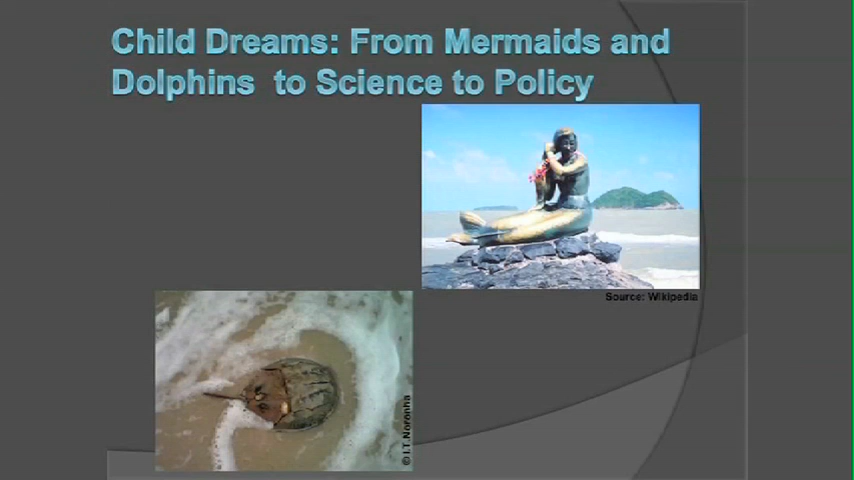 Child Dreams: From Mermaids and
Dolphins to Science to Policy
Source: Wikipedia
© I.T. Noronha